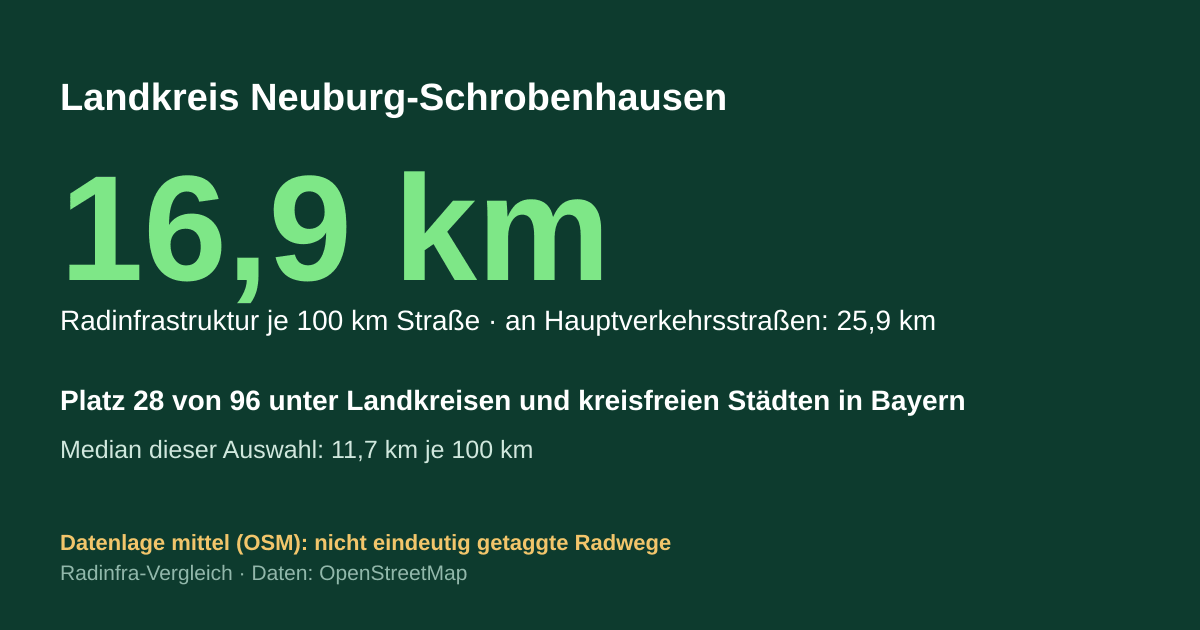 Landkreis Neuburg-Schrobenhausen
16,9 km
Radinfrastruktur je 100 km Straße · an Hauptverkehrsstraßen: 25,9 km
Platz 28 von 96 unter Landkreisen und kreisfreien Städten in Bayern
Median dieser Auswahl: 11,7 km je 100 km
Datenlage mittel (OSM): nicht eindeutig getaggte Radwege
Radinfra-Vergleich · Daten: OpenStreetMap